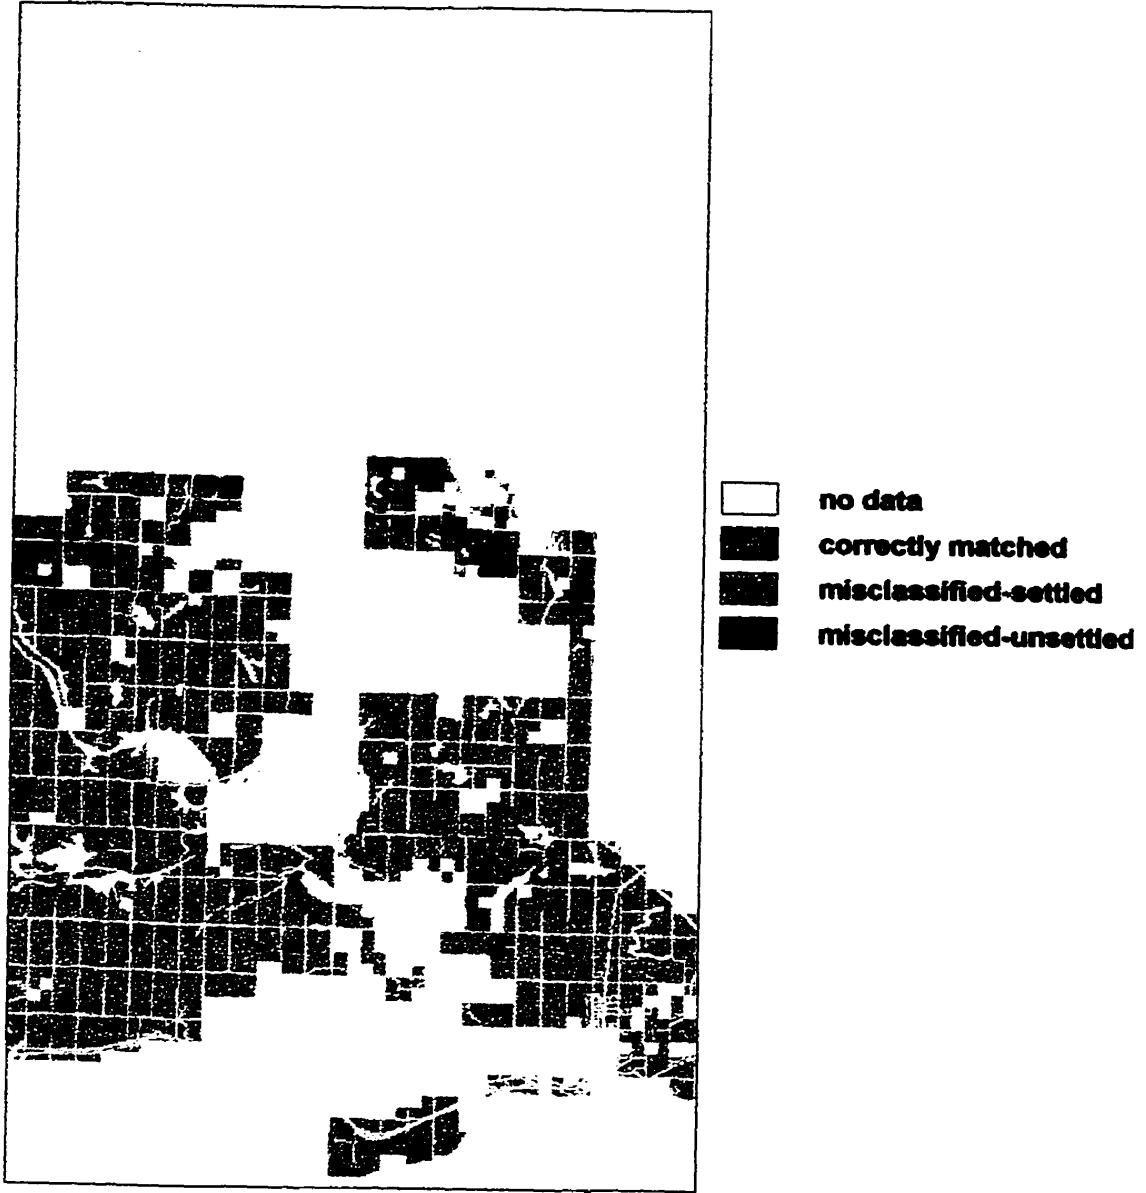 no data
correctly matched
misclassified-settled
misclassified-unsettled